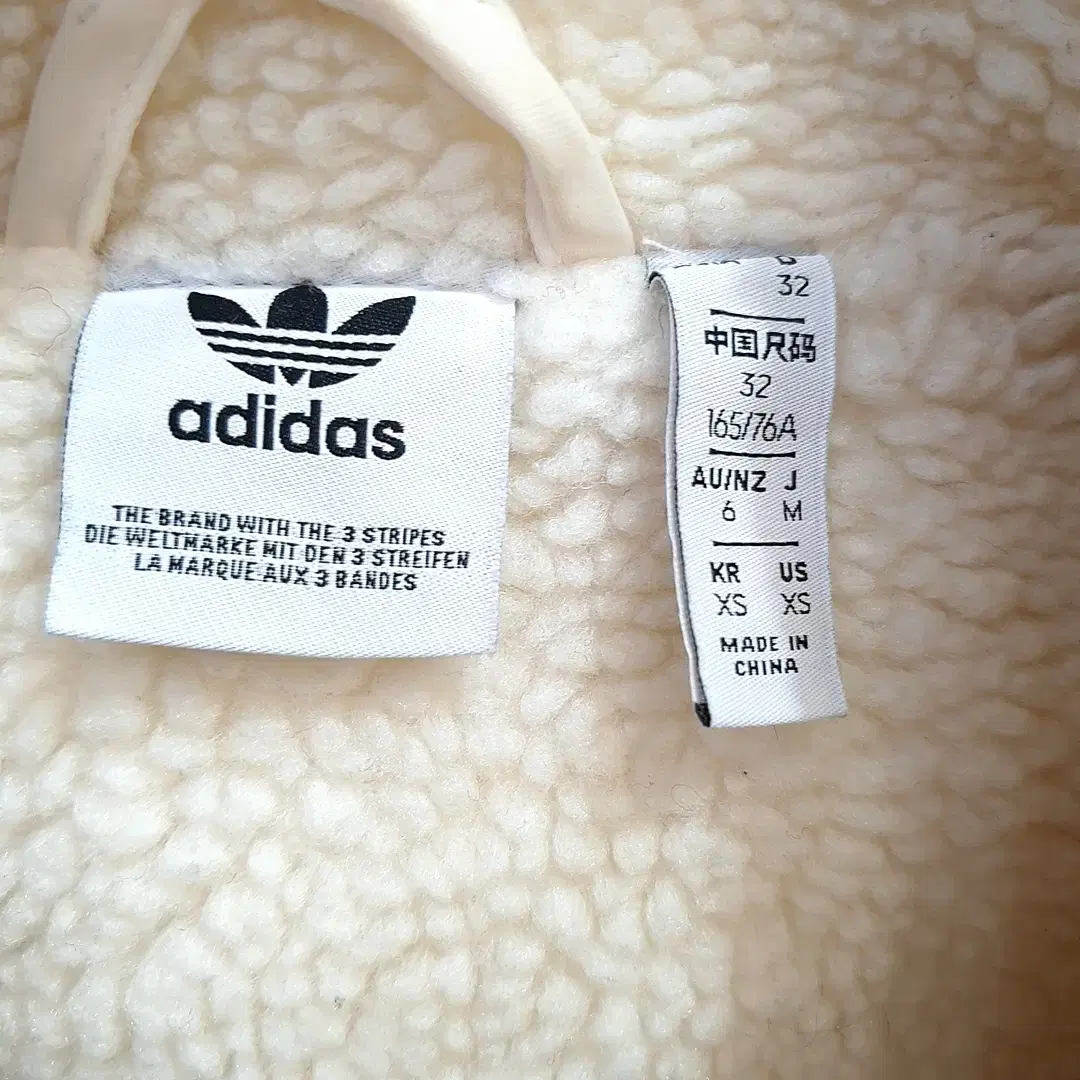 adidas
THE BRAND WITH THE 3 STRIPES
DIE WELTMARKE MIT DEN 3 STREIFEN
LA MARQUE AUX 3 BANDES
32
中国尺码
32
165/76A
AU/NZ J
6 M
KR US
XS XS
MADE IN
CHINA